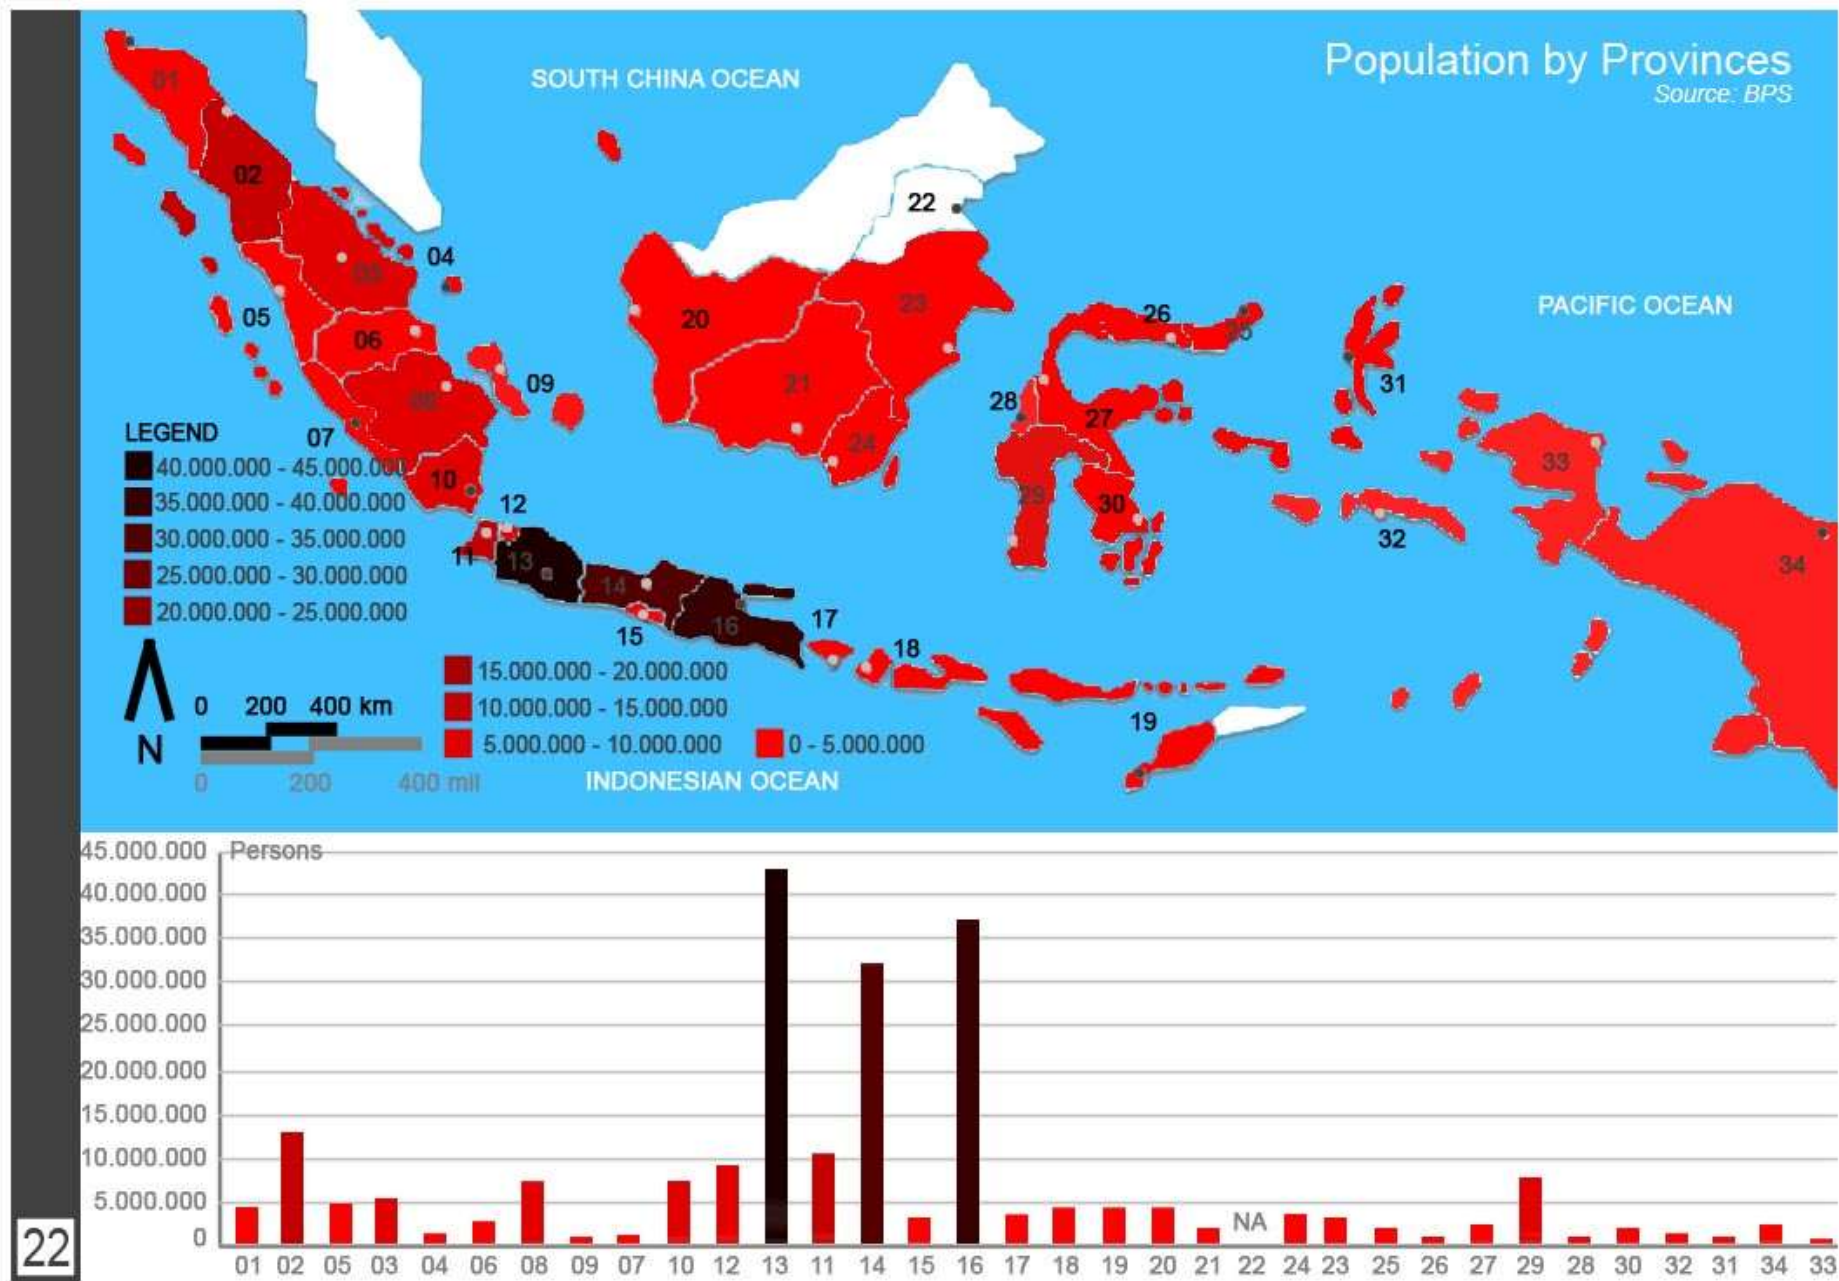 Population by Provinces
Source: BPS
SOUTH CHINA OCEAN
PACIFIC OCEAN
01
02
03
04
05
06
07
08
09
10
11
12
13
14
15
16
17
18
19
20
21
22
23
24
25
26
27
28
29
30
31
32
33
34
LEGEND
40.000.000 - 45.000.000
35.000.000 - 40.000.000
30.000.000 - 35.000.000
25.000.000 - 30.000.000
20.000.000 - 25.000.000
15.000.000 - 20.000.000
10.000.000 - 15.000.000
5.000.000 - 10.000.000
0 - 5.000.000
N
0 200 400 km
0 200 400 mil
INDONESIAN OCEAN
45.000.000 Persons
40.000.000
35.000.000
30.000.000
25.000.000
20.000.000
15.000.000
10.000.000
5.000.000
0
NA
01 02 05 03 04 06 08 09 07 10 12 13 11 14 15 16 17 18 19 20 21 22 24 23 25 26 27 29 28 30 32 31 34 33
22